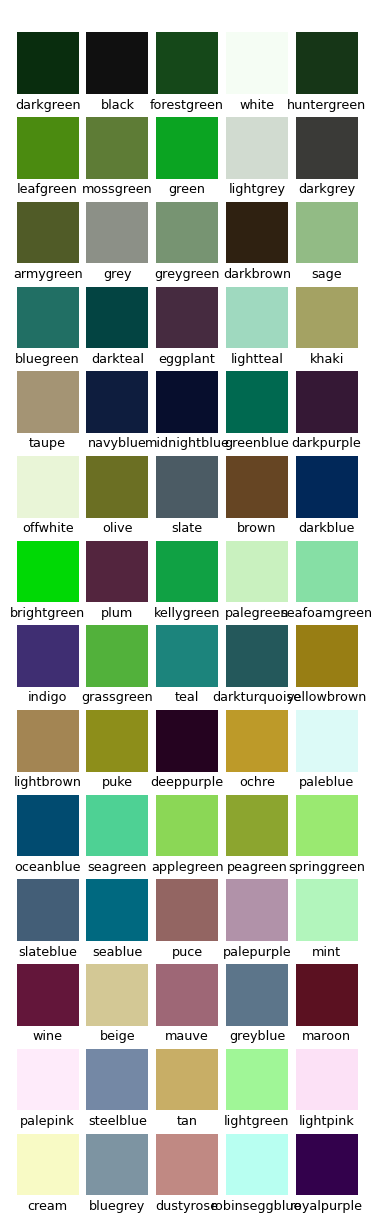 darkgreen black forestgreen white huntergreen
leafgreen mossgreen green lightgrey darkgrey
armygreen grey greygreen darkbrown sage
bluegreen darkteal eggplant lightteal khaki
taupe navyblue midnightblue greenblue darkpurple
offwhite olive slate brown darkblue
brightgreen plum kellygreen palegreen seafoamgreen
indigo grassgreen teal darkturquoise yellowbrown
lightbrown puke deeppurple ochre paleblue
oceanblue seagreen applegreen peagreen springgreen
slateblue seablue puce palepurple mint
wine beige mauve greyblue maroon
palepink steelblue tan lightgreen lightpink
cream bluegrey dustyrose robinseggblue royalpurple